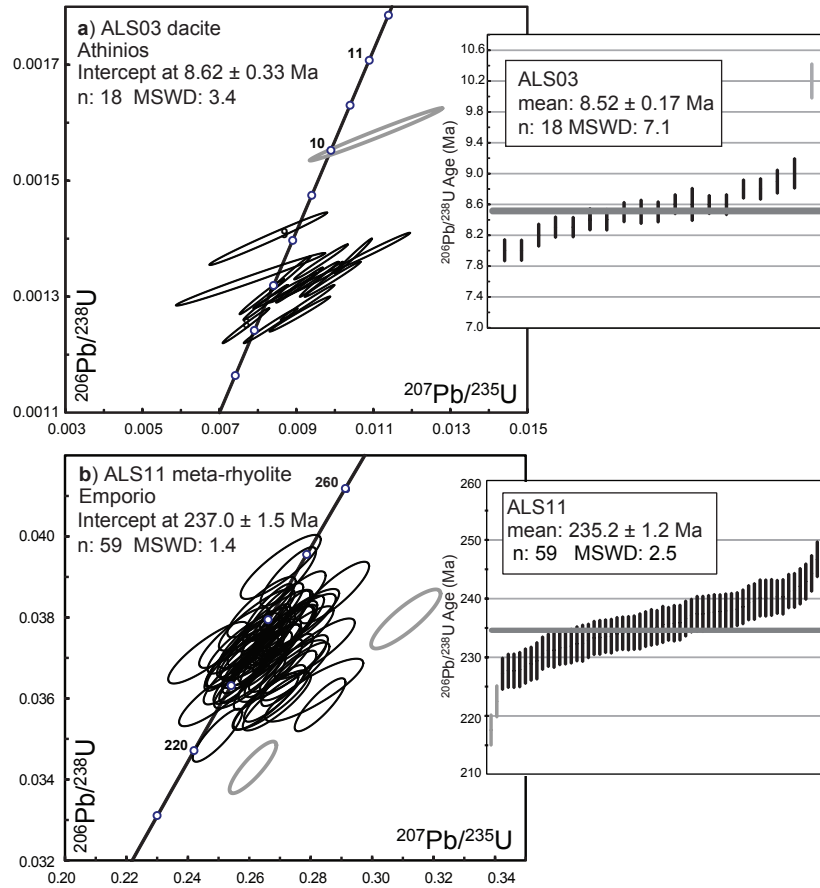 a) ALS03 dacite
Athinios
Intercept at 8.62 ± 0.33 Ma
n: 18 MSWD: 3.4
0.0017
0.0015
0.0013
0.0011
²⁰⁶Pb/²³⁸U
11
10
9
8
²⁰⁷Pb/²³⁵U
0.003 0.005 0.007 0.009 0.011 0.013 0.015
10.6
10.2
9.8
9.4
9.0
8.6
8.2
7.8
7.4
7.0
²⁰⁶Pb/²³⁸U Age (Ma)
ALS03
mean: 8.52 ± 0.17 Ma
n: 18 MSWD: 7.1
b) ALS11 meta-rhyolite
Emporio
Intercept at 237.0 ± 1.5 Ma
n: 59 MSWD: 1.4
0.040
0.038
0.036
0.034
0.032
²⁰⁶Pb/²³⁸U
260
220
²⁰⁷Pb/²³⁵U
0.20 0.22 0.24 0.26 0.28 0.30 0.32 0.34
260
250
240
230
220
210
²⁰⁶Pb/²³⁸U Age (Ma)
ALS11
mean: 235.2 ± 1.2 Ma
n: 59 MSWD: 2.5